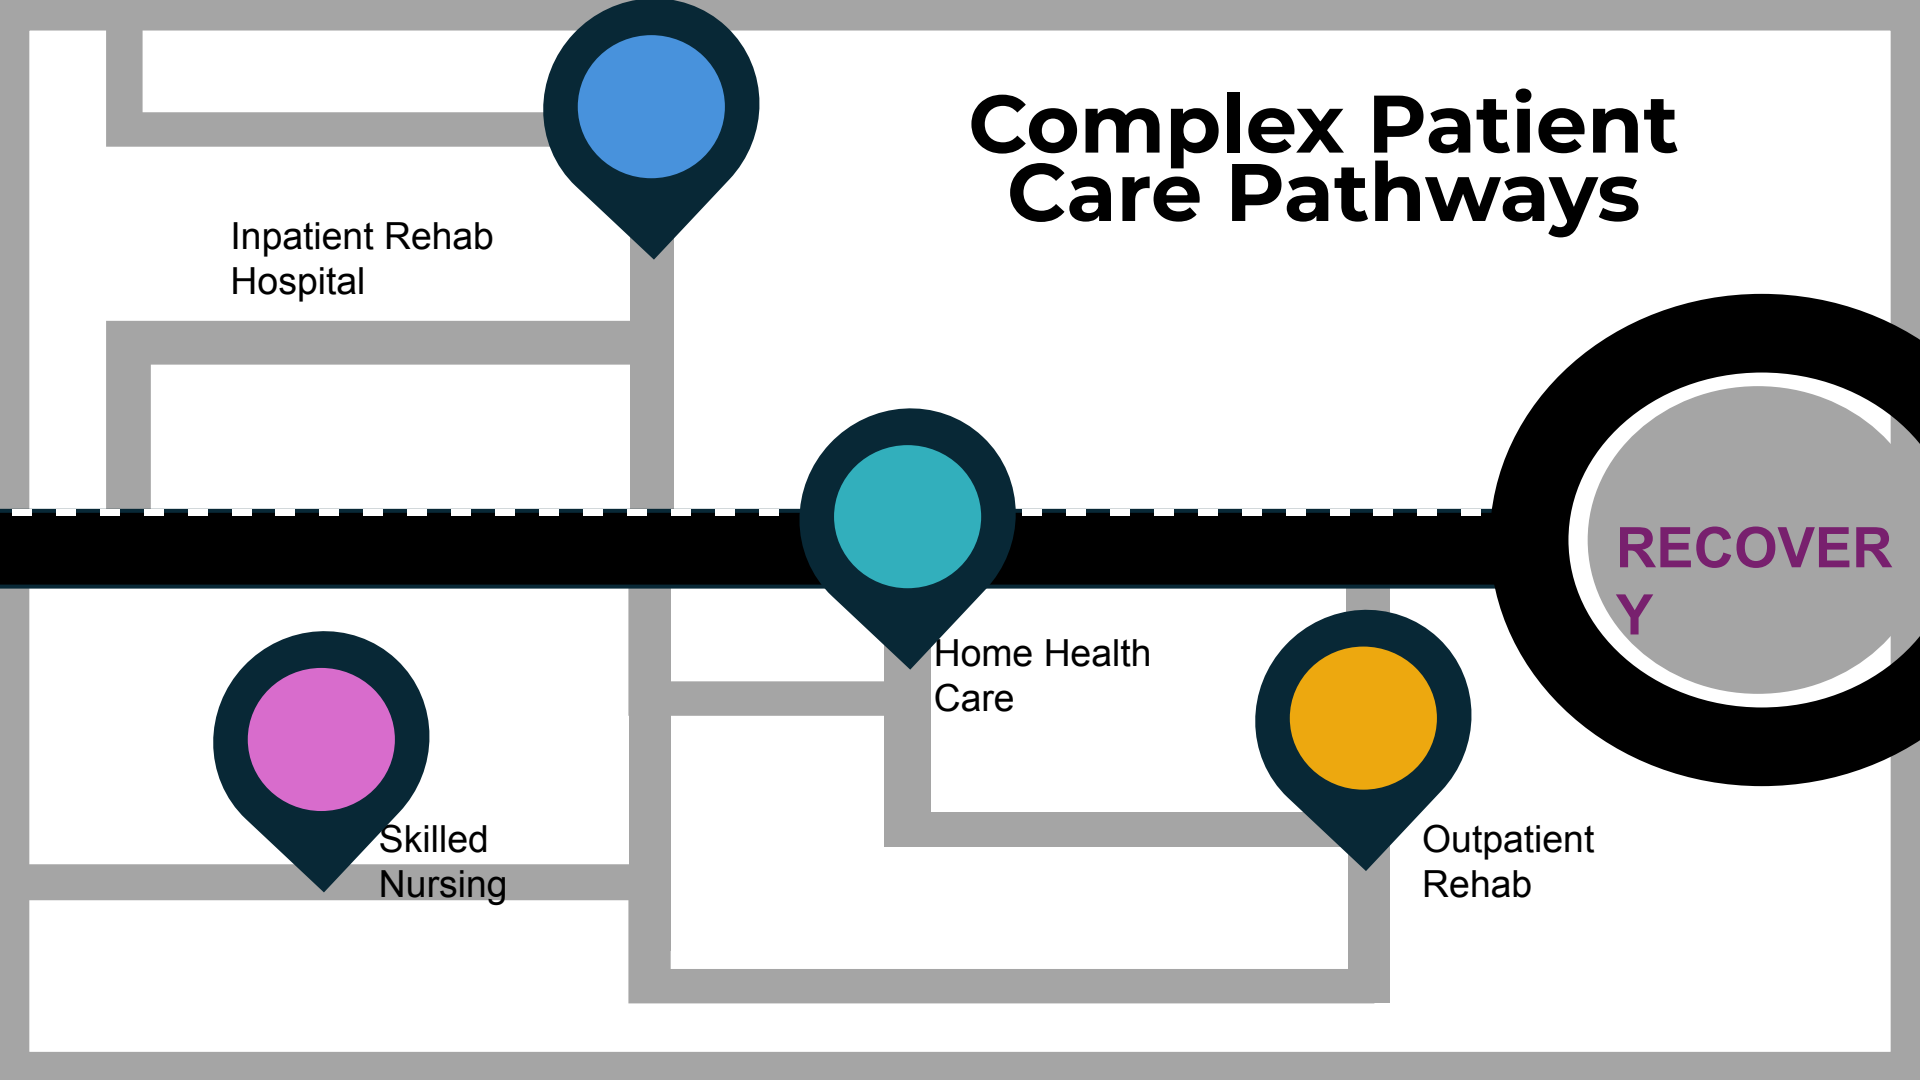 Complex Patient
Care Pathways
Inpatient Rehab
Hospital
RECOVER
Y
Home Health
Care
Skilled
Nursing
Outpatient
Rehab